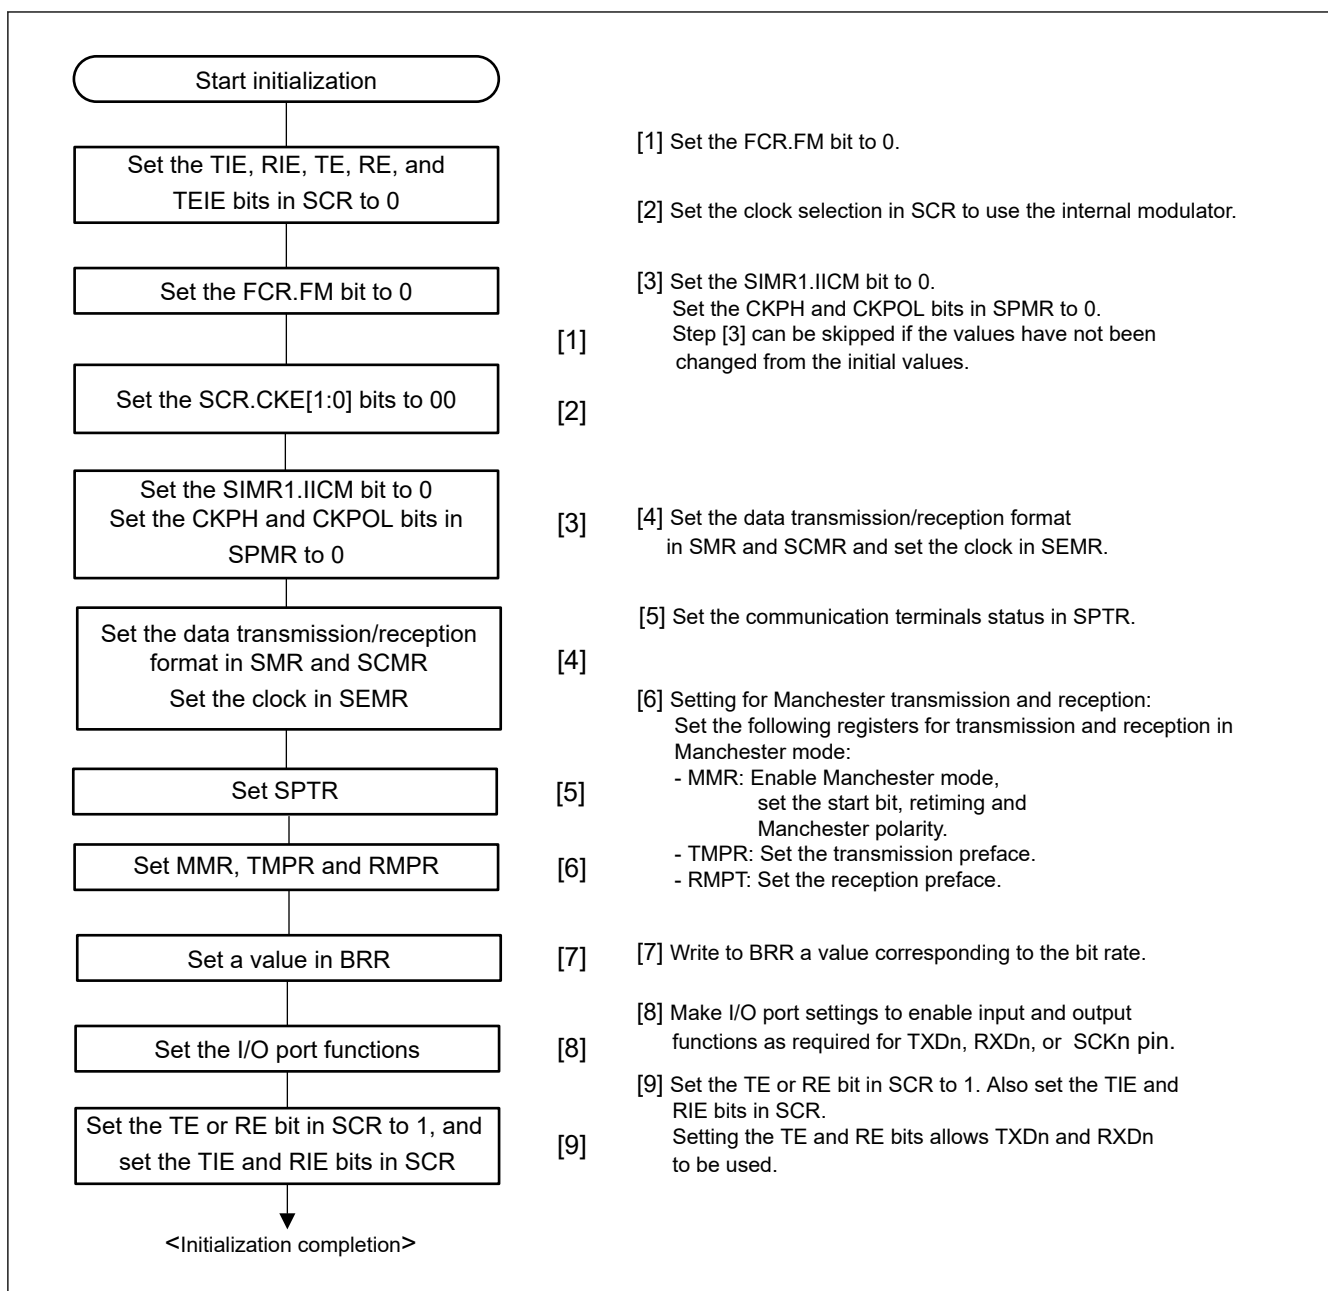 Start initialization
Set the TIE, RIE, TE, RE, and
TEIE bits in SCR to 0
Set the FCR.FM bit to 0
[1]
Set the SCR.CKE[1:0] bits to 00
[2]
Set the SIMR1.IICM bit to 0
Set the CKPH and CKPOL bits in
SPMR to 0
[3]
Set the data transmission/reception
format in SMR and SCMR
Set the clock in SEMR
[4]
Set SPTR
[5]
Set MMR, TMPR and RMPR
[6]
Set a value in BRR
[7]
Set the I/O port functions
[8]
Set the TE or RE bit in SCR to 1, and
set the TIE and RIE bits in SCR
[9]
<Initialization completion>
[1] Set the FCR.FM bit to 0.
[2] Set the clock selection in SCR to use the internal modulator.
[3] Set the SIMR1.IICM bit to 0.
Set the CKPH and CKPOL bits in SPMR to 0.
Step [3] can be skipped if the values have not been
changed from the initial values.
[4] Set the data transmission/reception format
in SMR and SCMR and set the clock in SEMR.
[5] Set the communication terminals status in SPTR.
[6] Setting for Manchester transmission and reception:
Set the following registers for transmission and reception in
Manchester mode:
- MMR: Enable Manchester mode,
set the start bit, retiming and
Manchester polarity.
- TMPR: Set the transmission preface.
- RMPT: Set the reception preface.
[7] Write to BRR a value corresponding to the bit rate.
[8] Make I/O port settings to enable input and output
functions as required for TXDn, RXDn, or SCKn pin.
[9] Set the TE or RE bit in SCR to 1. Also set the TIE and
RIE bits in SCR.
Setting the TE and RE bits allows TXDn and RXDn
to be used.